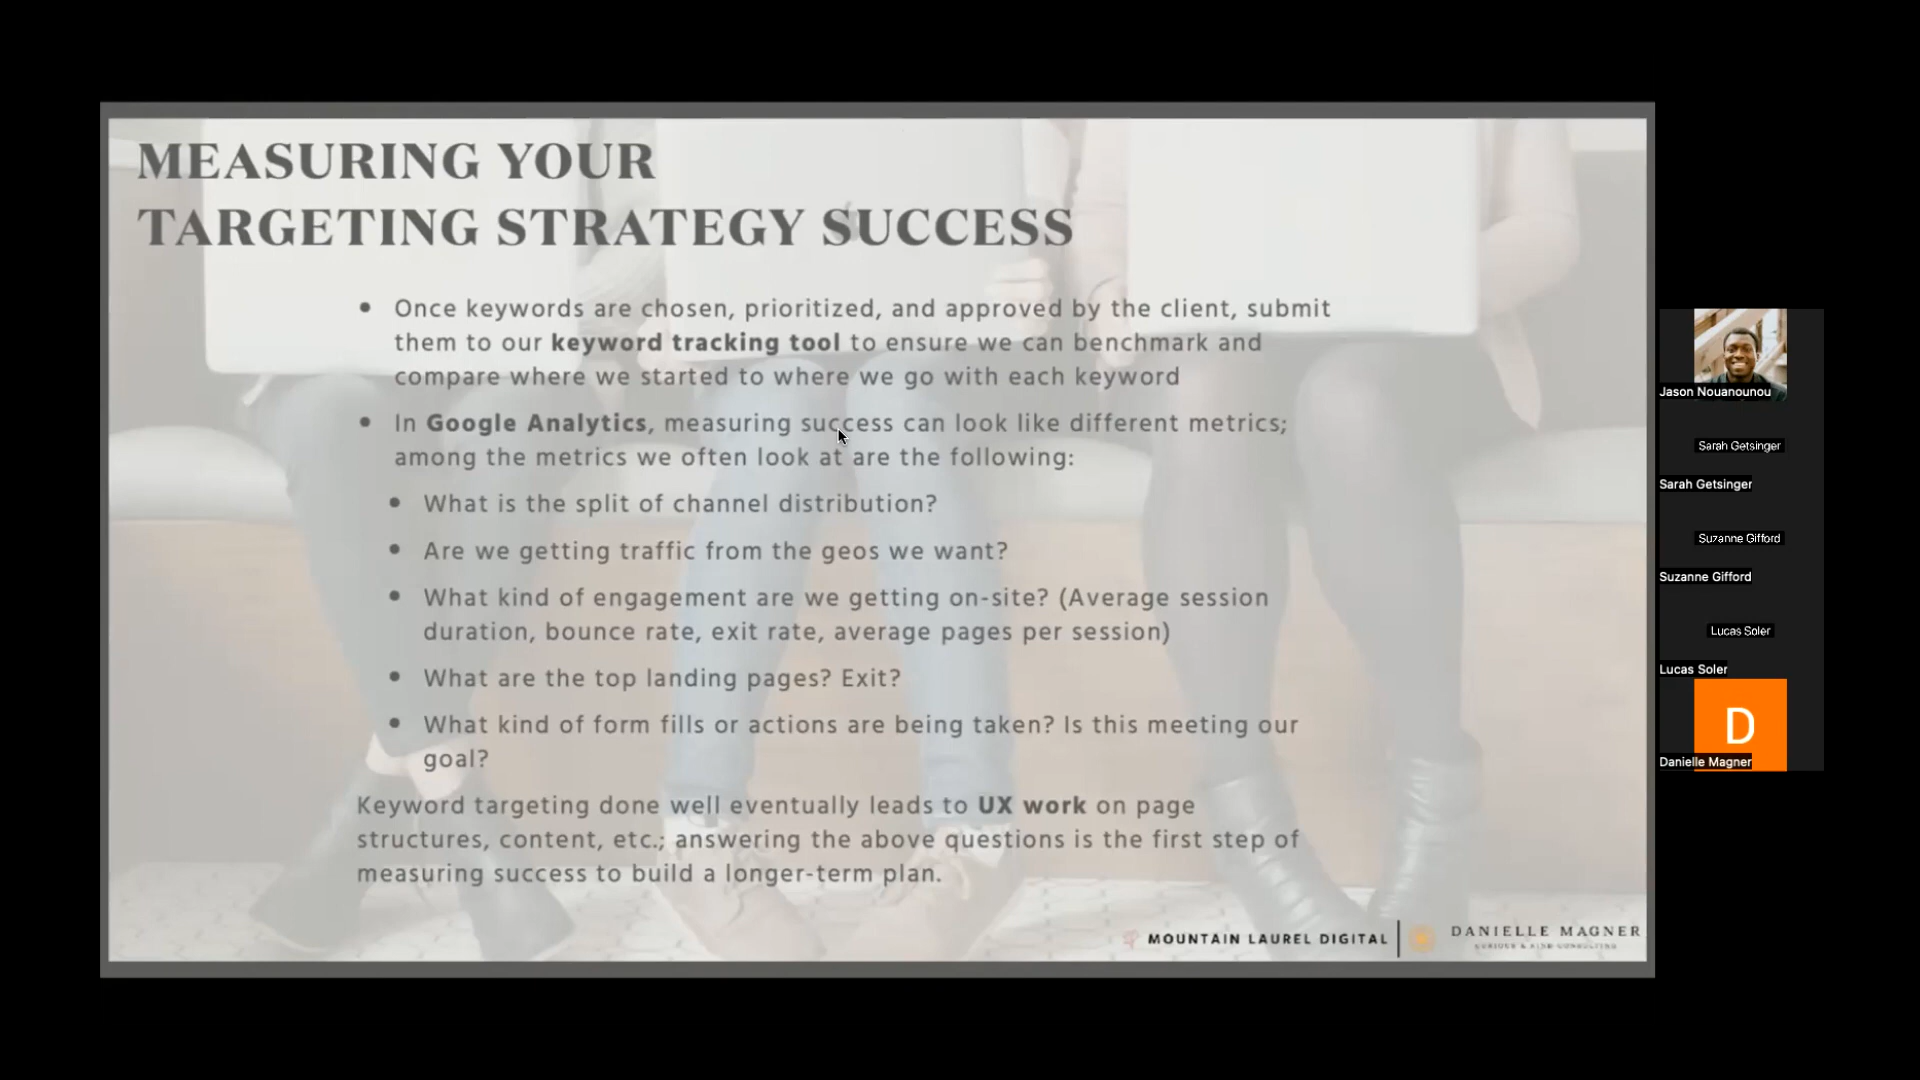 MEASURING YOUR
TARGETING STRATEGY SUCCESS
• Once keywords are chosen, prioritized, and approved by the client, submit
them to our keyword tracking tool to ensure we can benchmark and
compare where we started to where we go with each keyword
• In Google Analytics, measuring success can look like different metrics;
among the metrics we often look at are the following:
• What is the split of channel distribution?
• Are we getting traffic from the geos we want?
• What kind of engagement are we getting on-site? (Average session
duration, bounce rate, exit rate, average pages per session)
• What are the top landing pages? Exit?
• What kind of form fills or actions are being taken? Is this meeting our
goal?
Keyword targeting done well eventually leads to UX work on page
structures, content, etc.; answering the above questions is the first step of
measuring success to build a longer-term plan.
MOUNTAIN LAUREL DIGITAL
DANIELLE MAGNER
Jason Nouanounou
Sarah Getsinger
Sarah Getsinger
Suzanne Gifford
Suzanne Gifford
Lucas Soler
Lucas Soler
D
Danielle Magner